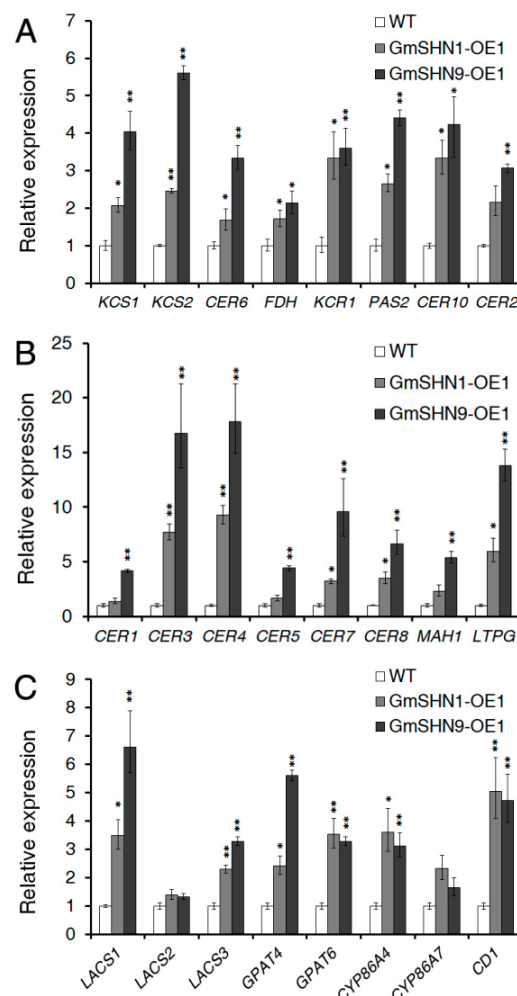 A
WT
GmSHN1-OE1
GmSHN9-OE1
Relative expression
7
6
5
4
3
2
1
0
* ** ** ** * ** * * * ** * ** * * **
KCS1 KCS2 CER6 FDH KCR1 PAS2 CER10 CER2
B
WT
GmSHN1-OE1
GmSHN9-OE1
Relative expression
25
20
15
10
5
0
** ** ** ** ** ** * ** * ** ** * **
CER1 CER3 CER4 CER5 CER7 CER8 MAH1 LTPG
C
WT
GmSHN1-OE1
GmSHN9-OE1
Relative expression
9
8
7
6
5
4
3
2
1
0
* ** ** ** * ** ** ** * ** ** **
LACS1 LACS2 LACS3 GPAT4 GPAT6 CYP86A4 CYP86A7 CD1